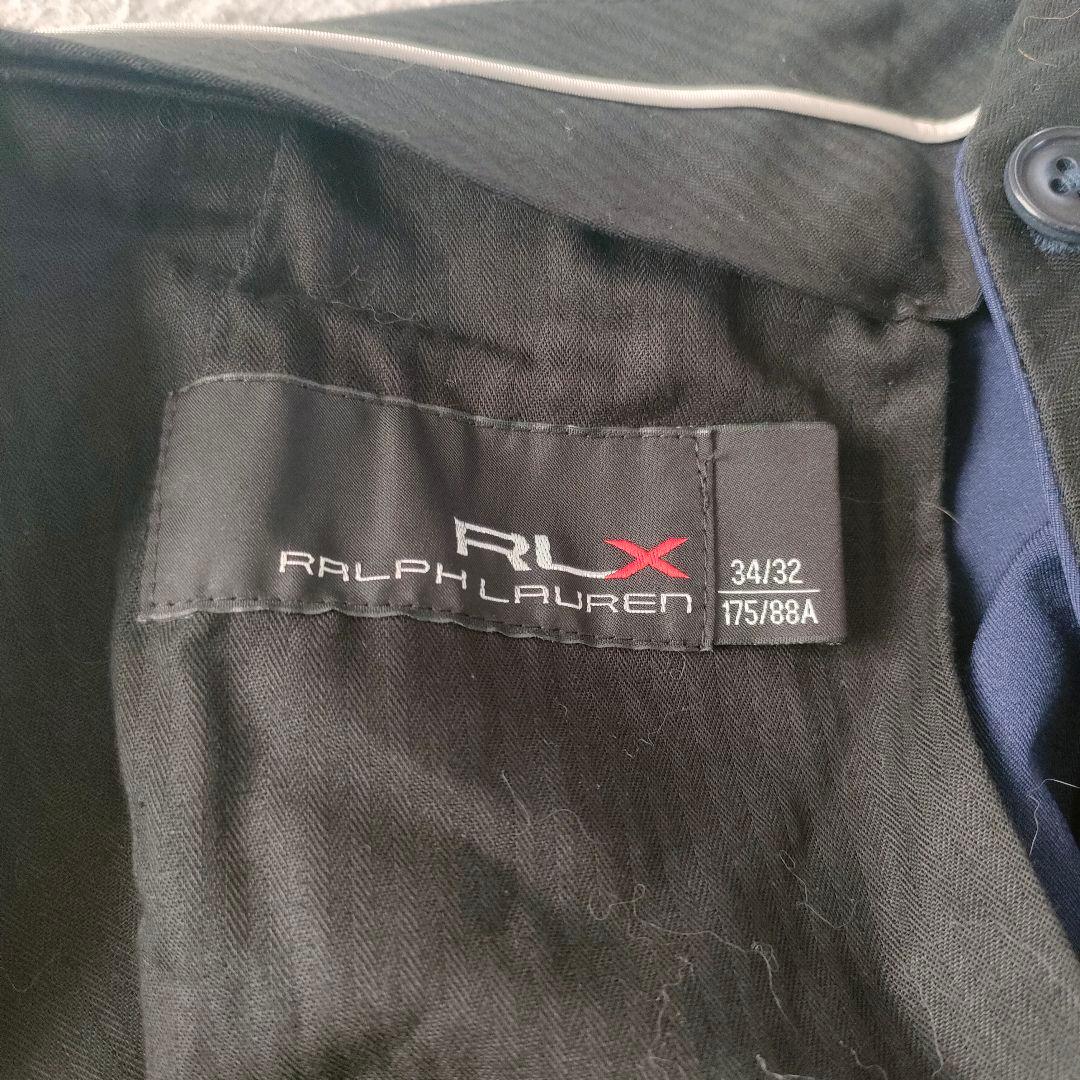 RLX
RALPH LAUREN
34/32
175/88A